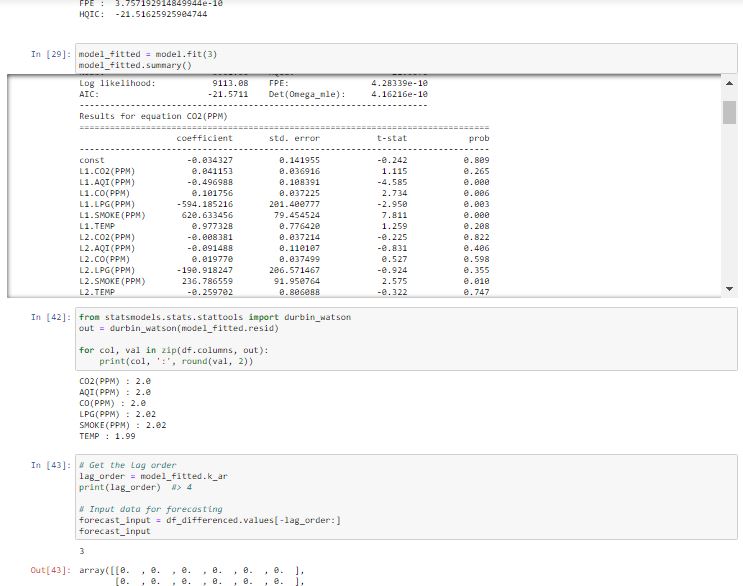 FPE : 3.757192914849944e-10
HQIC: -21.51625925904744
In [29]: model_fitted = model.fit(3)
model_fitted.summary()
Log likelihood: 9113.08 FPE: 4.28339e-10
AIC: -21.5711 Det(Omega_mle): 4.16216e-10
--------------------------------------------------------------------
Results for equation CO2(PPM)
================================================================================
coefficient std. error t-stat prob
--------------------------------------------------------------------------------
const -0.034327 0.141955 -0.242 0.809
L1.CO2(PPM) 0.041153 0.036916 1.115 0.265
L1.AQI(PPM) -0.496988 0.108391 -4.585 0.000
L1.CO(PPM) 0.101756 0.037225 2.734 0.006
L1.LPG(PPM) -594.185216 201.400777 -2.950 0.003
L1.SMOKE(PPM) 620.633456 79.454524 7.811 0.000
L1.TEMP 0.977328 0.776420 1.259 0.208
L2.CO2(PPM) -0.008381 0.037214 -0.225 0.822
L2.AQI(PPM) -0.091488 0.110107 -0.831 0.406
L2.CO(PPM) 0.019770 0.037499 0.527 0.598
L2.LPG(PPM) -190.918247 206.571467 -0.924 0.355
L2.SMOKE(PPM) 236.786559 91.950764 2.575 0.010
L2.TEMP -0.259702 0.806088 -0.322 0.747
In [42]: from statsmodels.stats.stattools import durbin_watson
out = durbin_watson(model_fitted.resid)
for col, val in zip(df.columns, out):
print(col, ':', round(val, 2))
CO2(PPM) : 2.0
AQI(PPM) : 2.0
CO(PPM) : 2.0
LPG(PPM) : 2.02
SMOKE(PPM) : 2.02
TEMP : 1.99
In [43]: # Get the lag order
lag_order = model_fitted.k_ar
print(lag_order) #> 4
# Input data for forecasting
forecast_input = df_differenced.values[-lag_order:]
forecast_input
3
Out[43]: array([[0. , 0. , 0. , 0. , 0. , 0. ],
[0. , 0. , 0. , 0. , 0. , 0. ],